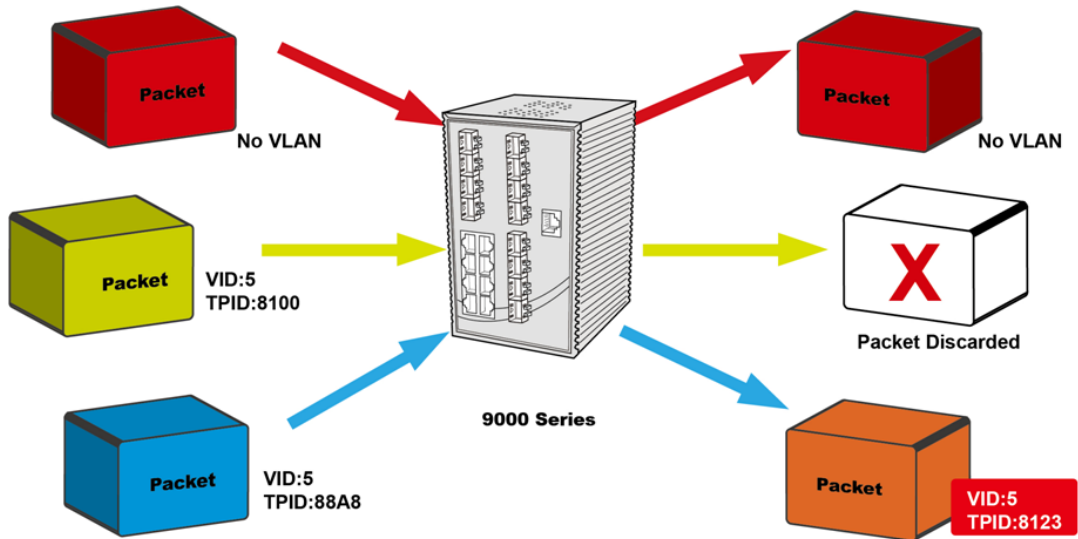 Packet
No VLAN
Packet
No VLAN
Packet
VID:5
TPID:8100
X
Packet Discarded
9000 Series
Packet
VID:5
TPID:88A8
Packet
VID:5
TPID:8123